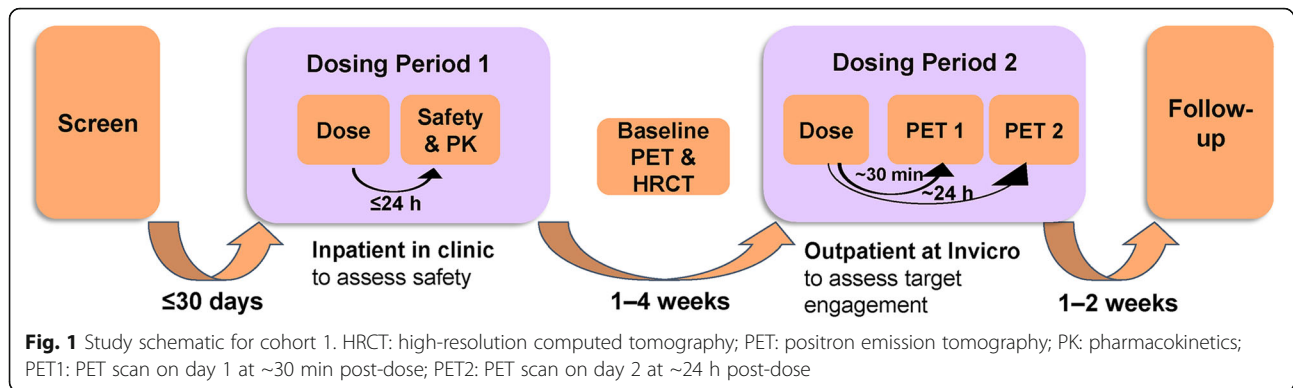 Screen
Dosing Period 1
Dose
Safety
& PK
≤24 h
Inpatient in clinic
to assess safety
≤30 days
Baseline
PET &
HRCT
1–4 weeks
Dosing Period 2
Dose
PET 1
PET 2
~30 min
~24 h
Outpatient at Invicro
to assess target
engagement
1–2 weeks
Follow-
up
Fig. 1 Study schematic for cohort 1. HRCT: high-resolution computed tomography; PET: positron emission tomography; PK: pharmacokinetics;
PET1: PET scan on day 1 at ~30 min post-dose; PET2: PET scan on day 2 at ~24 h post-dose